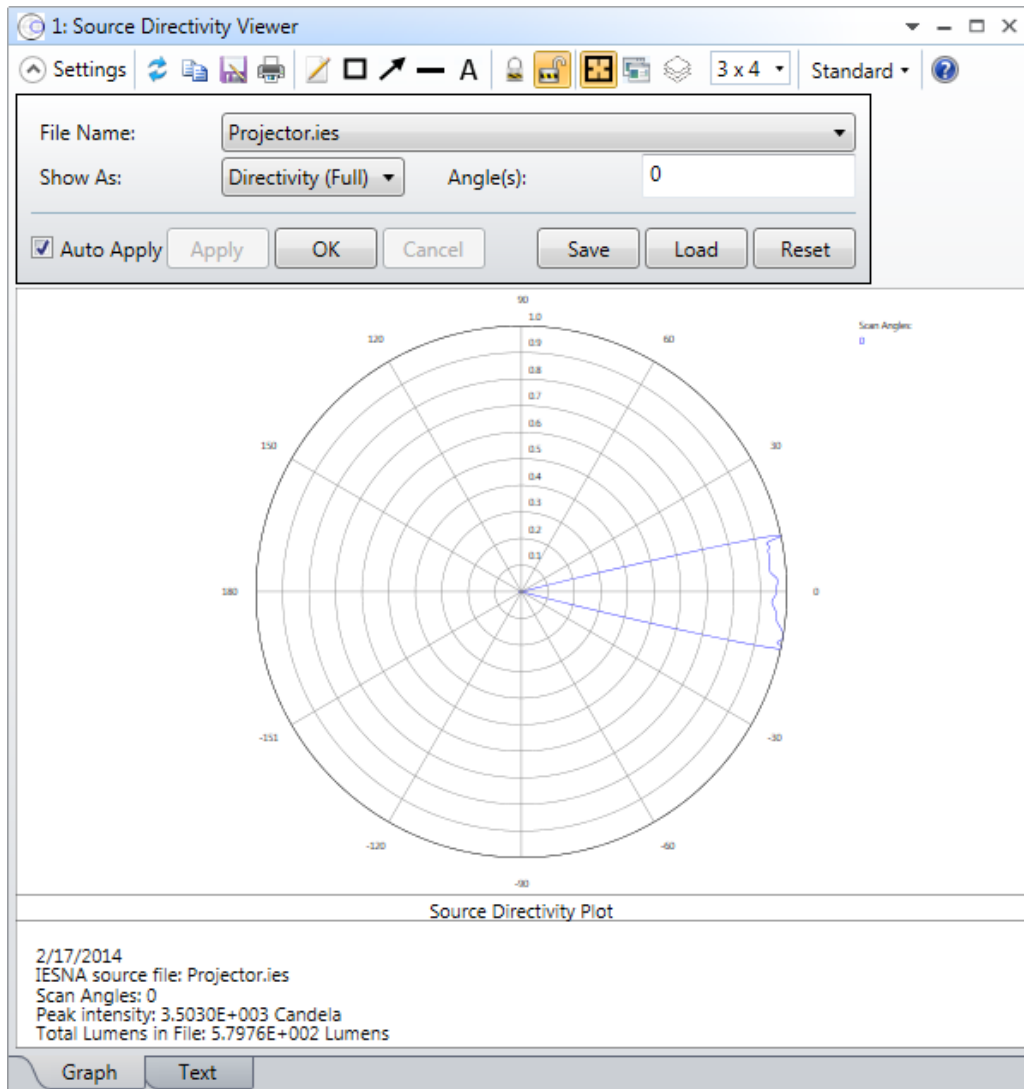 1: Source Directivity Viewer
Settings A 3 x 4 Standard
File Name: Projector.ies
Show As: Directivity (Full) Angle(s): 0
Auto Apply Apply OK Cancel Save Load Reset
90
1.0
Scan Angles:
0
120 60
0.9
0.8
0.7
0.6
150 30
0.5
0.4
0.3
0.2
0.1
180 0
-151 -30
-120 -60
-90
Source Directivity Plot
2/17/2014
IESNA source file: Projector.ies
Scan Angles: 0
Peak intensity: 3.5030E+003 Candela
Total Lumens in File: 5.7976E+002 Lumens
Graph Text